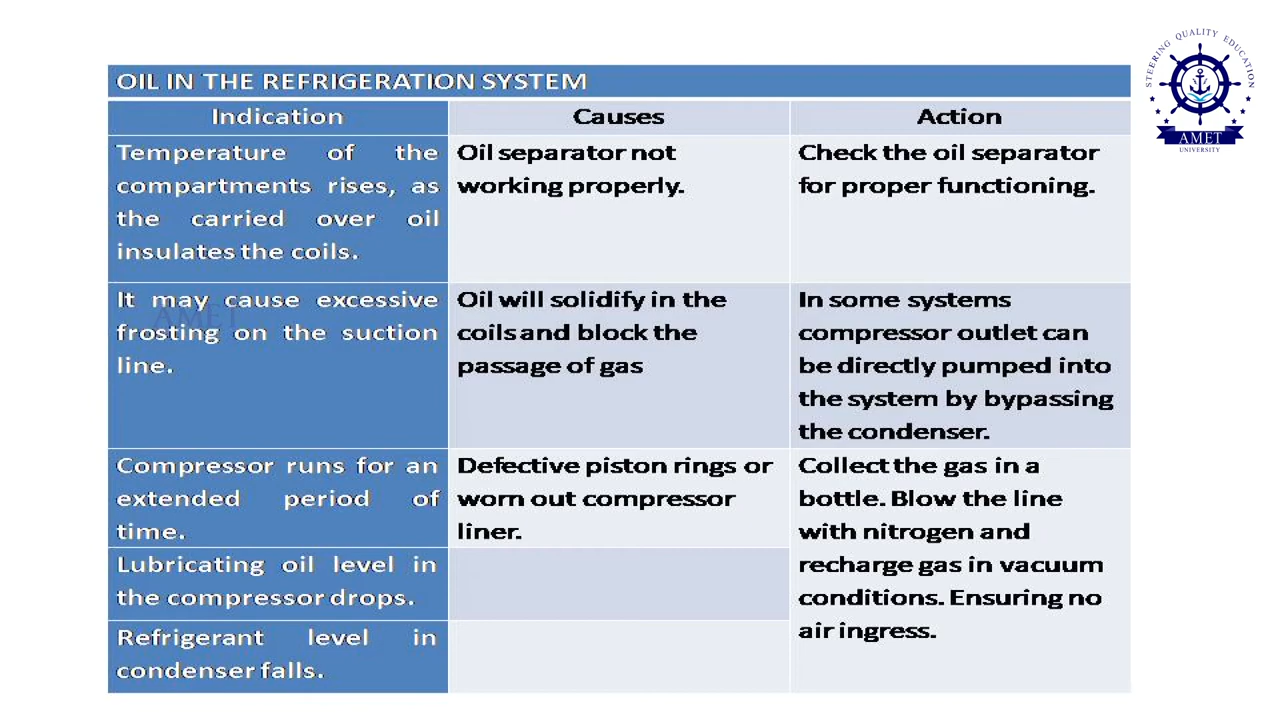 OIL IN THE REFRIGERATION SYSTEM
Indication
Causes
Action
Temperature of the
compartments rises, as
the carried over oil
insulates the coils.
Oil separator not
working properly.
Check the oil separator
for proper functioning.
It may cause excessive
frosting on the suction
line.
Oil will solidify in the
coils and block the
passage of gas
In some systems
compressor outlet can
be directly pumped into
the system by bypassing
the condenser.
Compressor runs for an
extended period of
time.
Defective piston rings or
worn out compressor
liner.
Collect the gas in a
bottle. Blow the line
with nitrogen and
recharge gas in vacuum
conditions. Ensuring no
air ingress.
Lubricating oil level in
the compressor drops.
Refrigerant level in
condenser falls.
AMET
STEERING QUALITY EDUCATION
AMET
UNIVERSITY